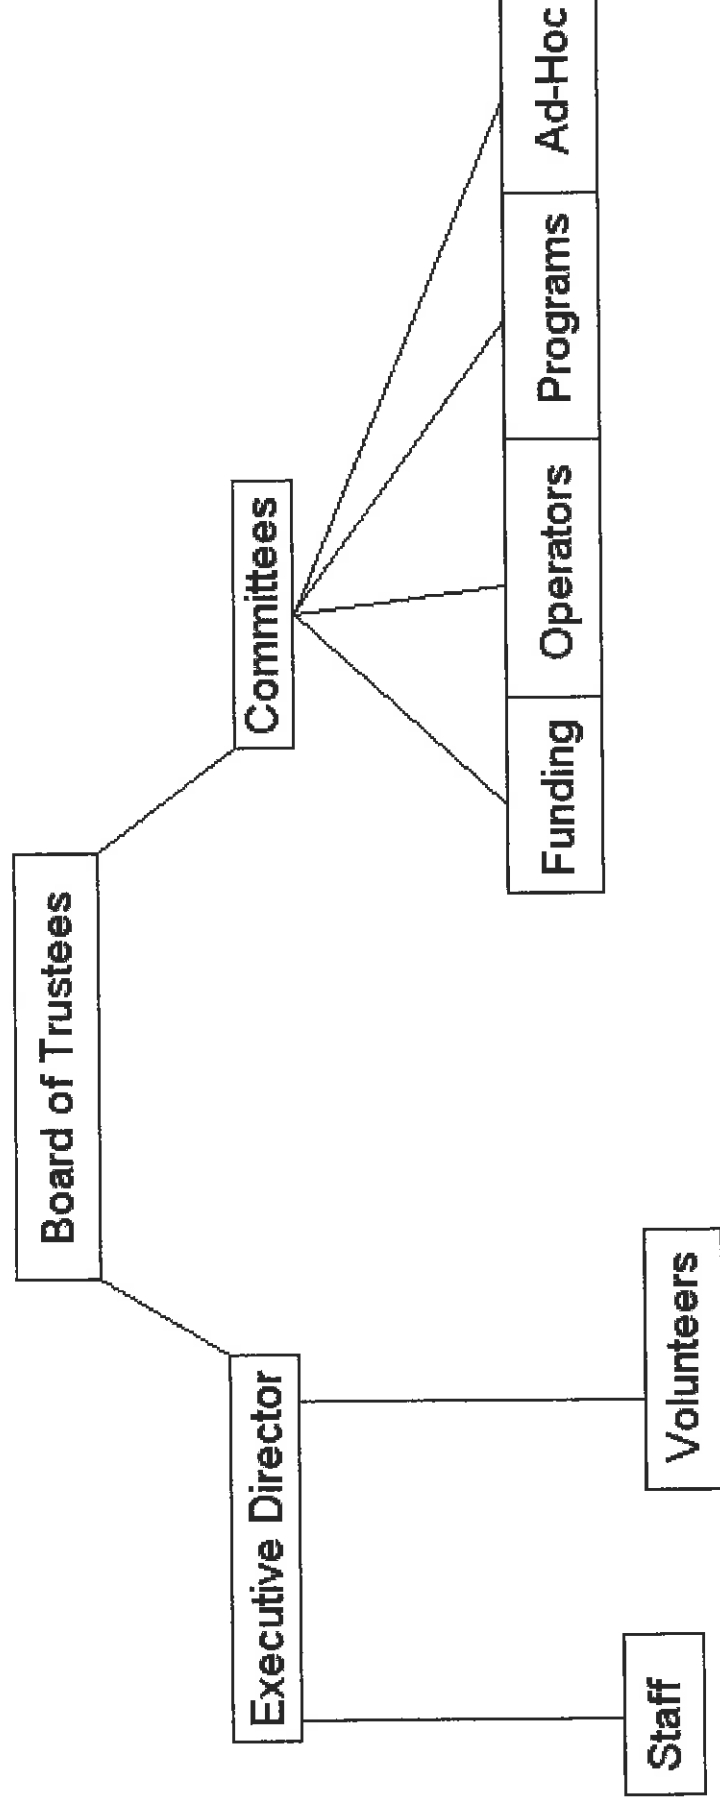 Board of Trustees
Executive Director
Committees
Staff
Volunteers
Funding
Operators
Programs
Ad-Hoc